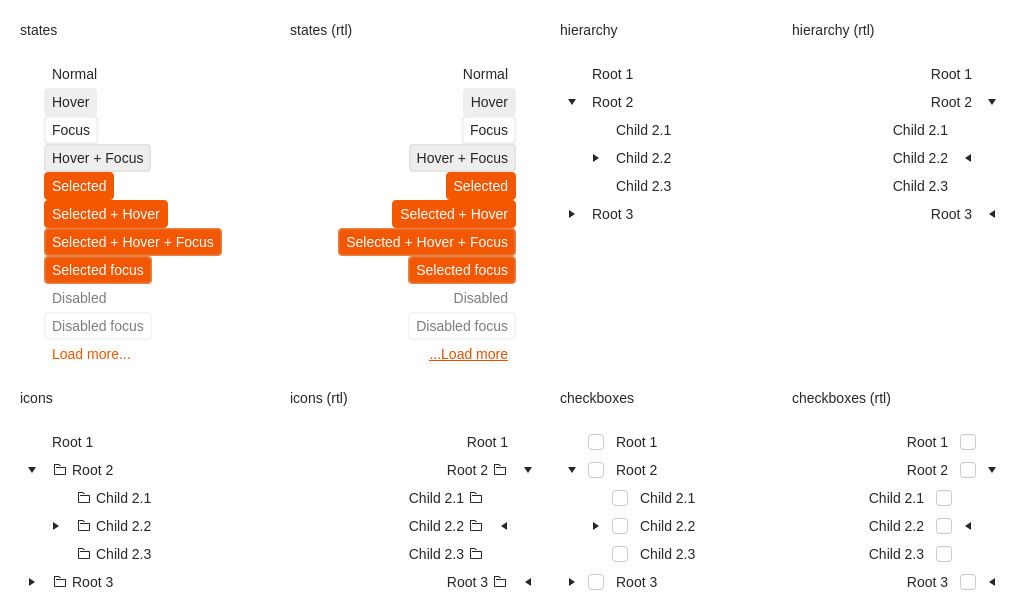 states
Normal
Hover
Focus
Hover + Focus
Selected
Selected + Hover
Selected + Hover + Focus
Selected focus
Disabled
Disabled focus
Load more...
states (rtl)
Normal
Hover
Focus
Hover + Focus
Selected
Selected + Hover
Selected + Hover + Focus
Selected focus
Disabled
Disabled focus
...Load more
hierarchy
Root 1
Root 2
Child 2.1
Child 2.2
Child 2.3
Root 3
hierarchy (rtl)
Root 1
Root 2
Child 2.1
Child 2.2
Child 2.3
Root 3
icons
Root 1
Root 2
Child 2.1
Child 2.2
Child 2.3
Root 3
icons (rtl)
Root 1
Root 2
Child 2.1
Child 2.2
Child 2.3
Root 3
checkboxes
Root 1
Root 2
Child 2.1
Child 2.2
Child 2.3
Root 3
checkboxes (rtl)
Root 1
Root 2
Child 2.1
Child 2.2
Child 2.3
Root 3